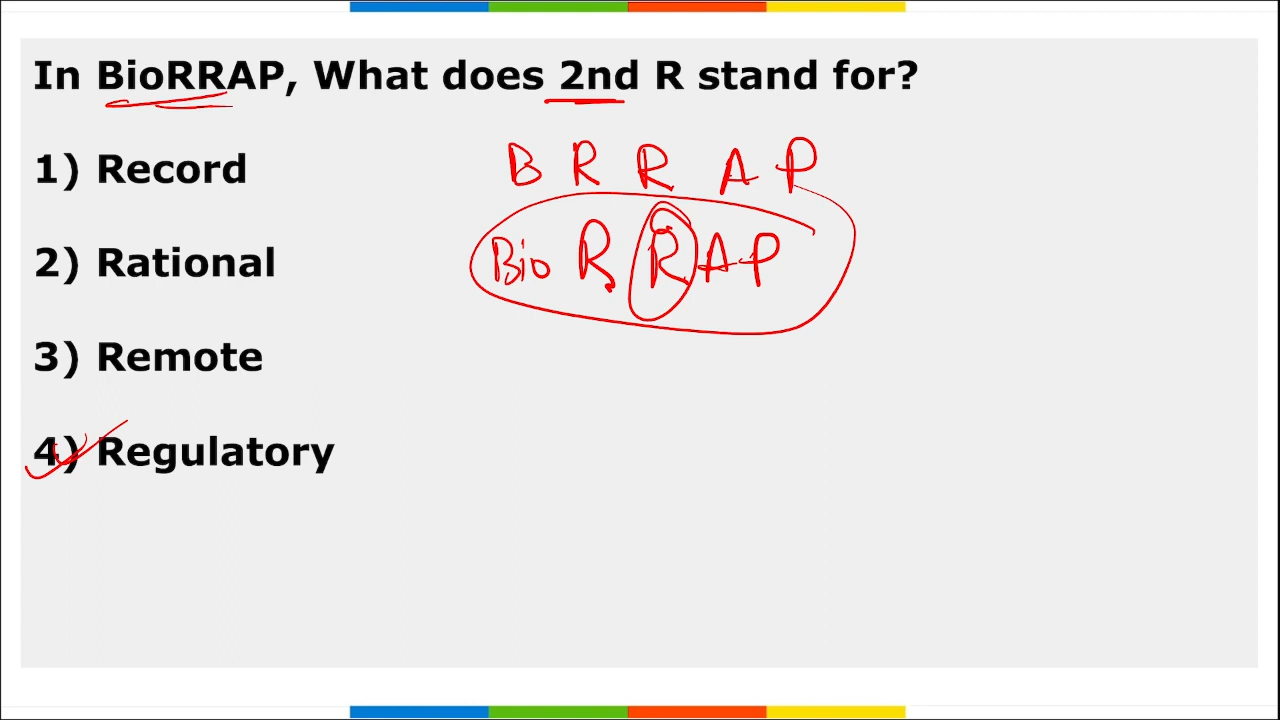 In BioRRAP, What does 2nd R stand for?
1) Record
B R R A P
2) Rational
Bio R R A P
3) Remote
4) Regulatory